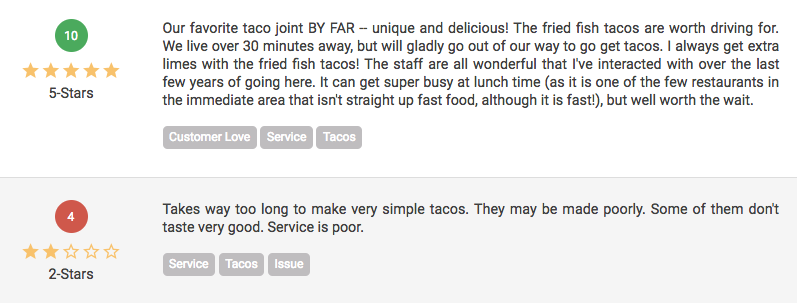 10
5-Stars
Our favorite taco joint BY FAR -- unique and delicious! The fried fish tacos are worth driving for.
We live over 30 minutes away, but will gladly go out of our way to go get tacos. I always get extra
limes with the fried fish tacos! The staff are all wonderful that I've interacted with over the last
few years of going here. It can get super busy at lunch time (as it is one of the few restaurants in
the immediate area that isn't straight up fast food, although it is fast!), but well worth the wait.
Customer Love Service Tacos
4
2-Stars
Takes way too long to make very simple tacos. They may be made poorly. Some of them don't
taste very good. Service is poor.
Service Tacos Issue